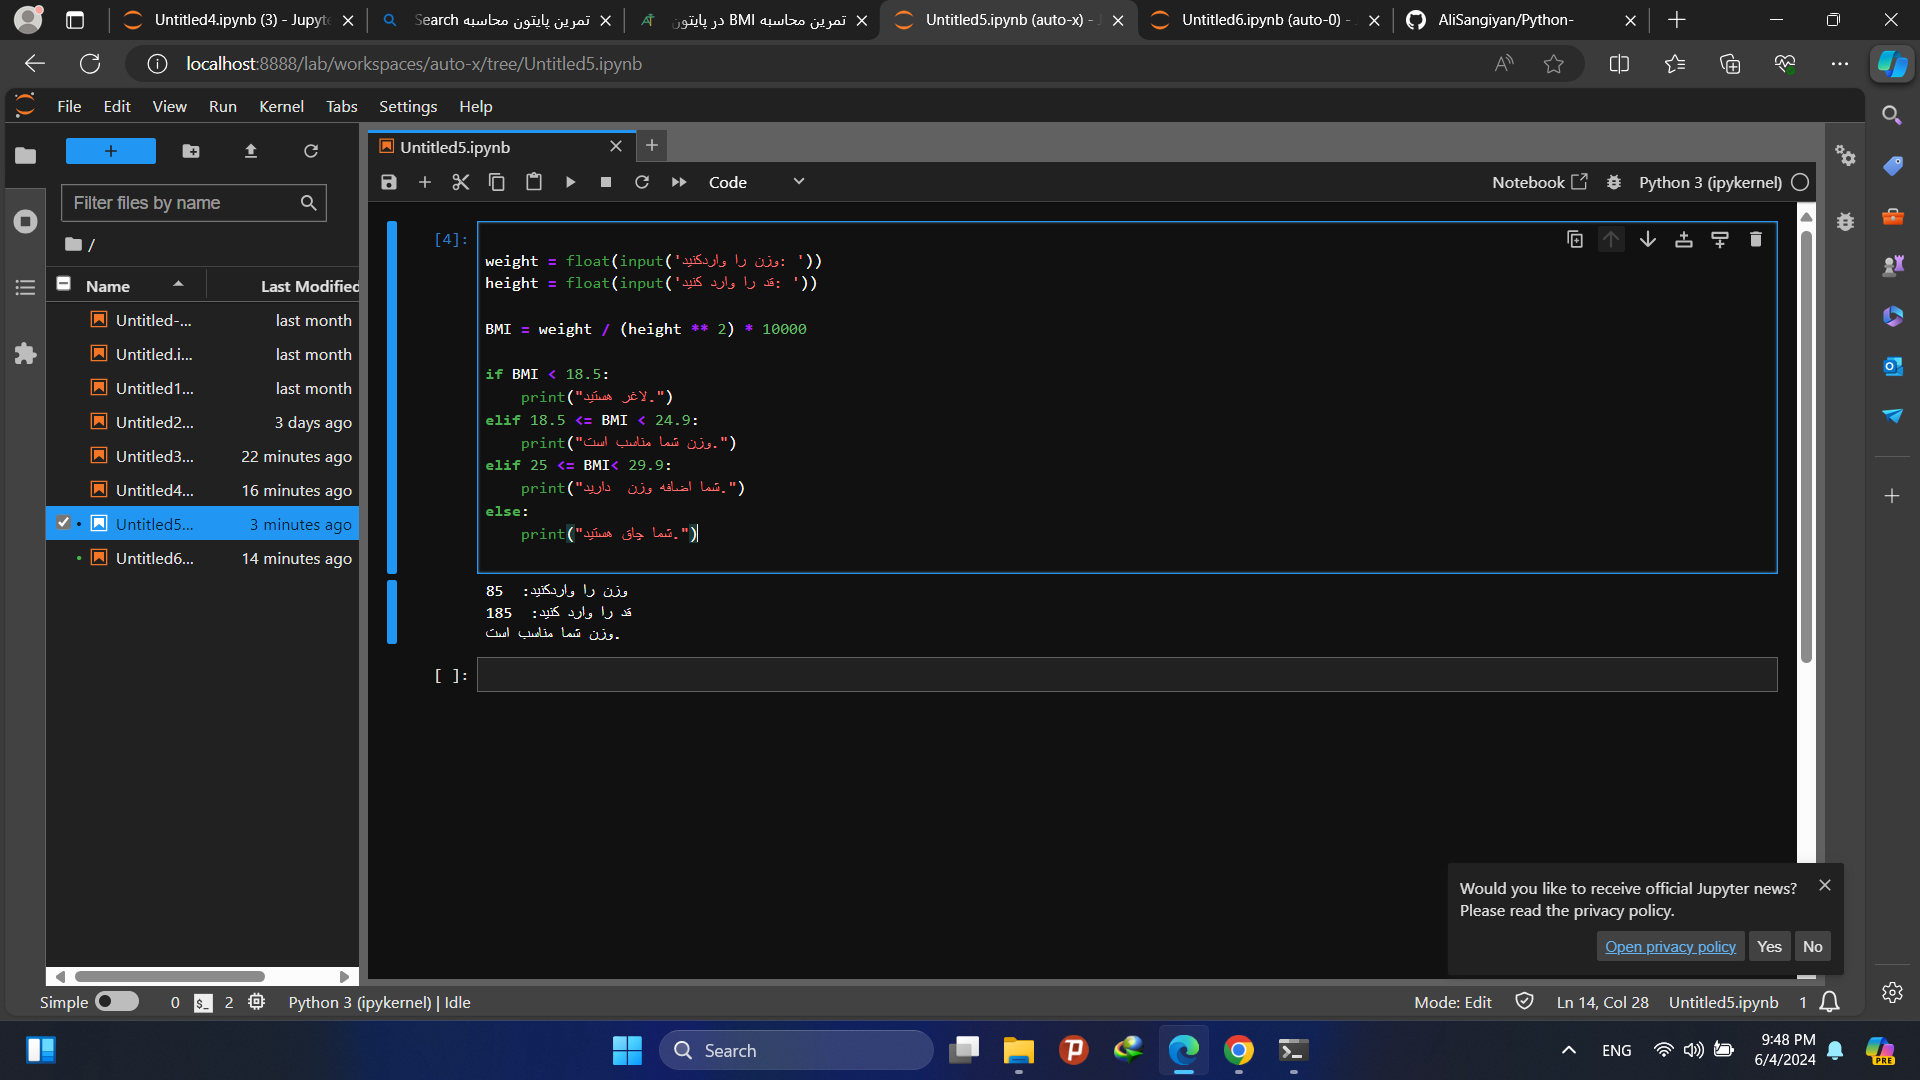 Untitled4.ipynb (3) - Jupyte
تمرین پایتون محاسبه Search
تمرین محاسبه BMI در پایتون
Untitled5.ipynb (auto-x) - J
Untitled6.ipynb (auto-0) -
AliSangiyan/Python-
localhost:8888/lab/workspaces/auto-x/tree/Untitled5.ipynb
File Edit View Run Kernel Tabs Settings Help
Untitled5.ipynb
Code
Notebook
Python 3 (ipykernel)
Filter files by name
/
Name Last Modified
Untitled-... last month
Untitled.i... last month
Untitled1... last month
Untitled2... 3 days ago
Untitled3... 22 minutes ago
Untitled4... 16 minutes ago
Untitled5... 3 minutes ago
Untitled6... 14 minutes ago
[4]:
weight = float(input('وزن را واردکنید: '))
height = float(input('قد را وارد کنید: '))
BMI = weight / (height ** 2) * 10000
if BMI < 18.5:
print("لاغر هستید.")
elif 18.5 <= BMI < 24.9:
print("وزن شما مناسب است.")
elif 25 <= BMI< 29.9:
print("شما اضافه وزن  دارید.")
else:
print("شما چاق هستید.")
وزن را واردکنید:  85
قد را وارد کنید:  185
وزن شما مناسب است.
[ ]:
Would you like to receive official Jupyter news?
Please read the privacy policy.
Open privacy policy Yes No
Simple 0 2 Python 3 (ipykernel) | Idle
Mode: Edit Ln 14, Col 28 Untitled5.ipynb 1
Search
ENG
9:48 PM
6/4/2024
PRE